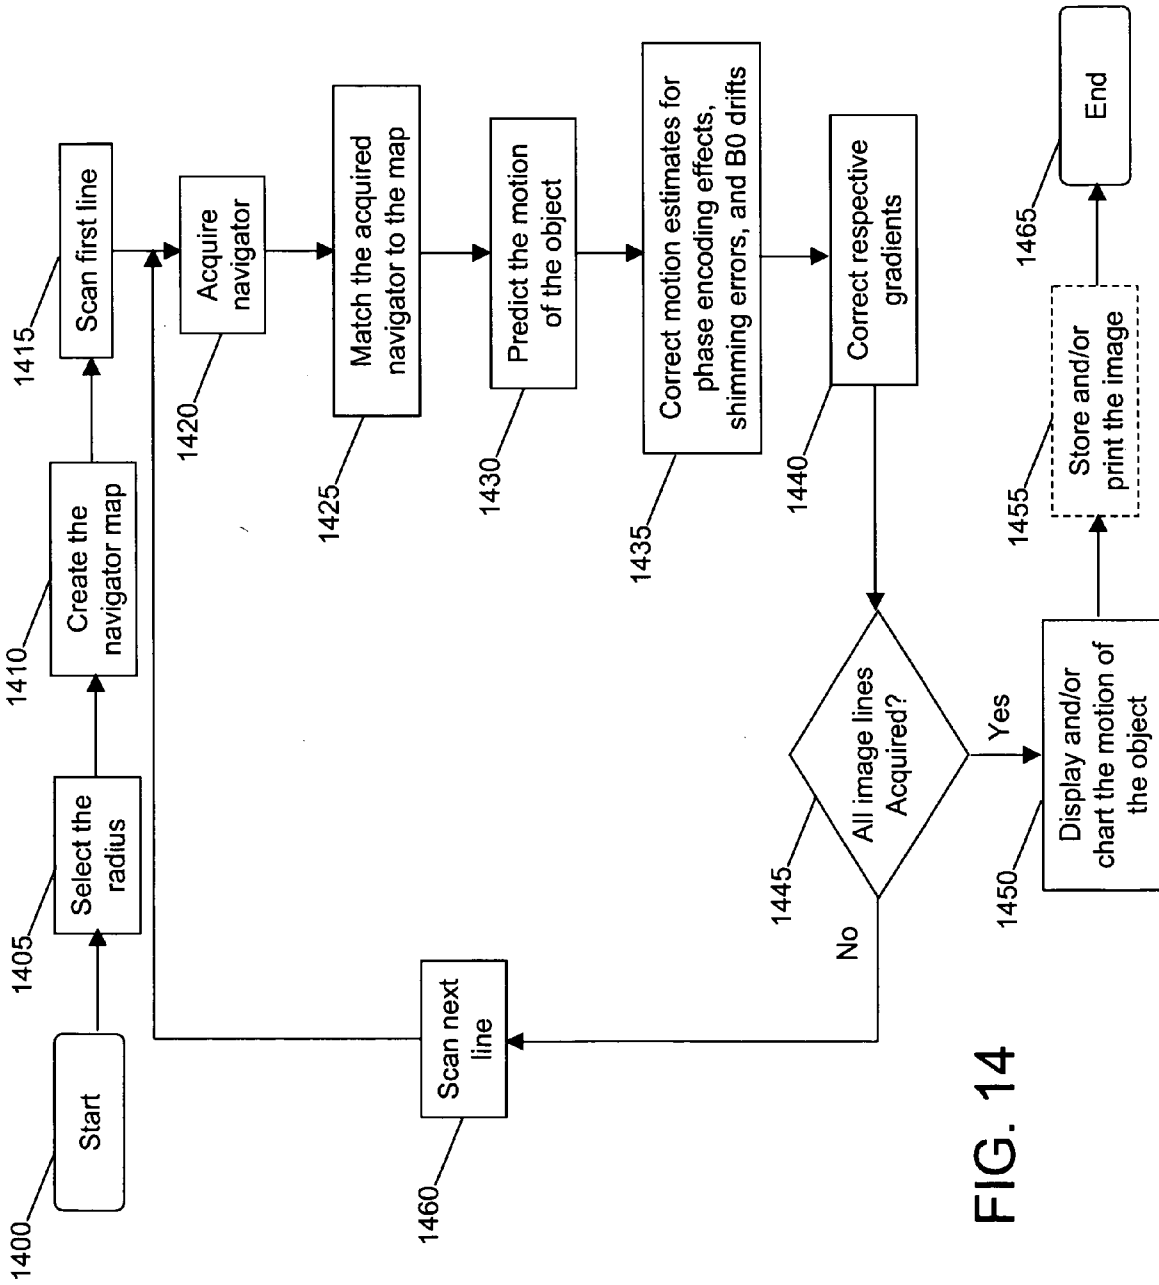 1400
Start
1405
Select the
radius
1410
Create the
navigator map
1415
Scan first line
1420
Acquire
navigator
1425
Match the acquired
navigator to the map
1430
Predict the motion
of the object
1435
Correct motion estimates for
phase encoding effects,
shimming errors, and B0 drifts
1440
Correct respective
gradients
1445
All image lines
Acquired?
No
Yes
1460
Scan next
line
1450
Display and/or
chart the motion of
the object
1455
Store and/or
print the image
1465
End
FIG. 14